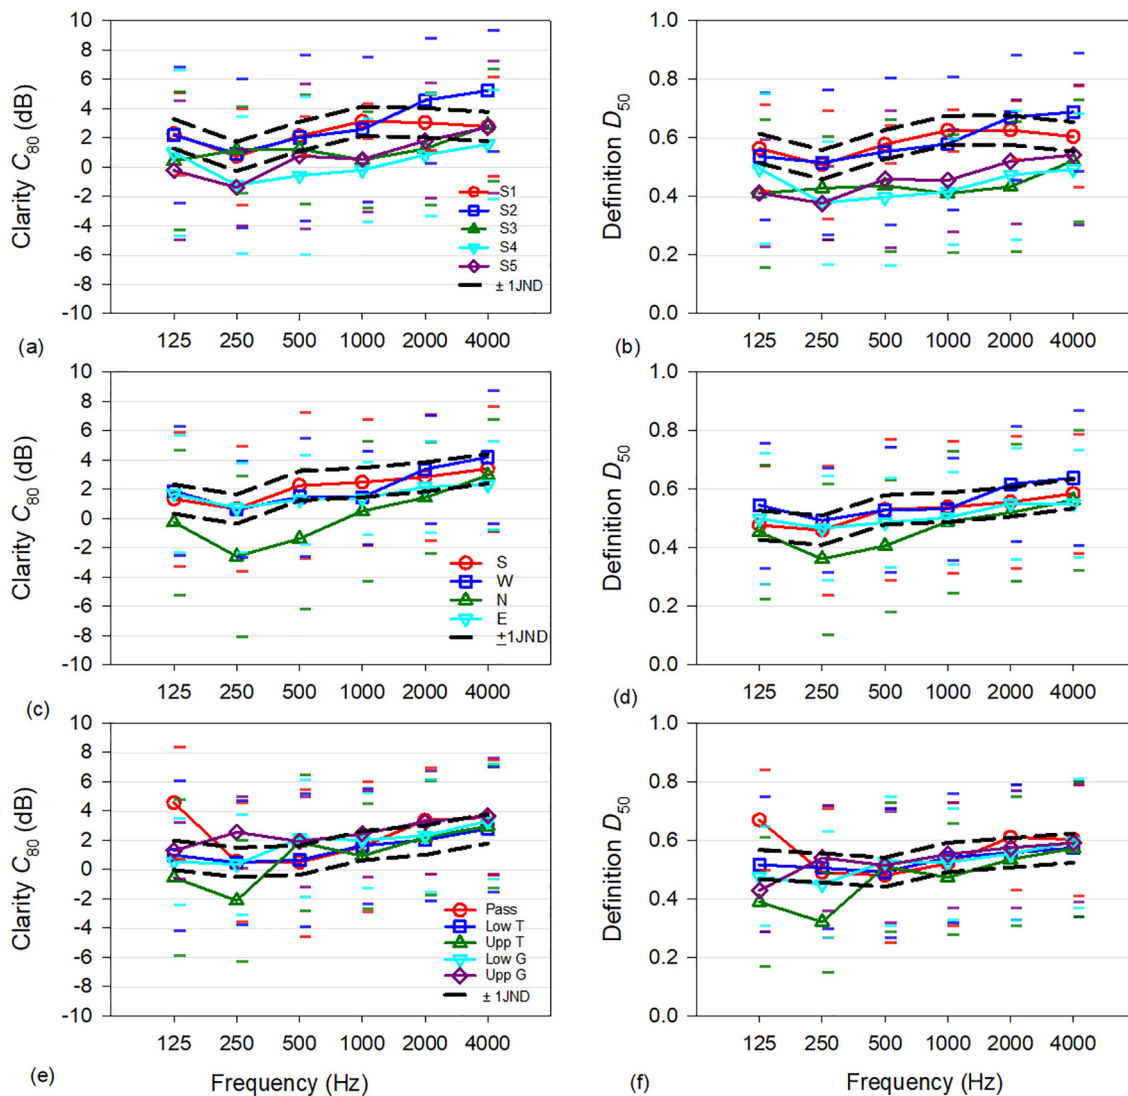 Clarity C80 (dB)
10
8
6
4
2
0
-2
-4
-6
-8
-10
S1
S2
S3
S4
S5
± 1JND
125 250 500 1000 2000 4000
(a)
Definition D50
1.0
0.8
0.6
0.4
0.2
0.0
125 250 500 1000 2000 4000
(b)
Clarity C80 (dB)
10
8
6
4
2
0
-2
-4
-6
-8
-10
S
W
N
E
±1JND
125 250 500 1000 2000 4000
(c)
Definition D50
1.0
0.8
0.6
0.4
0.2
0.0
125 250 500 1000 2000 4000
(d)
Clarity C80 (dB)
10
8
6
4
2
0
-2
-4
-6
-8
-10
Pass
Low T
Upp T
Low G
Upp G
± 1JND
125 250 500 1000 2000 4000
(e)
Frequency (Hz)
Definition D50
1.0
0.8
0.6
0.4
0.2
0.0
125 250 500 1000 2000 4000
(f)
Frequency (Hz)